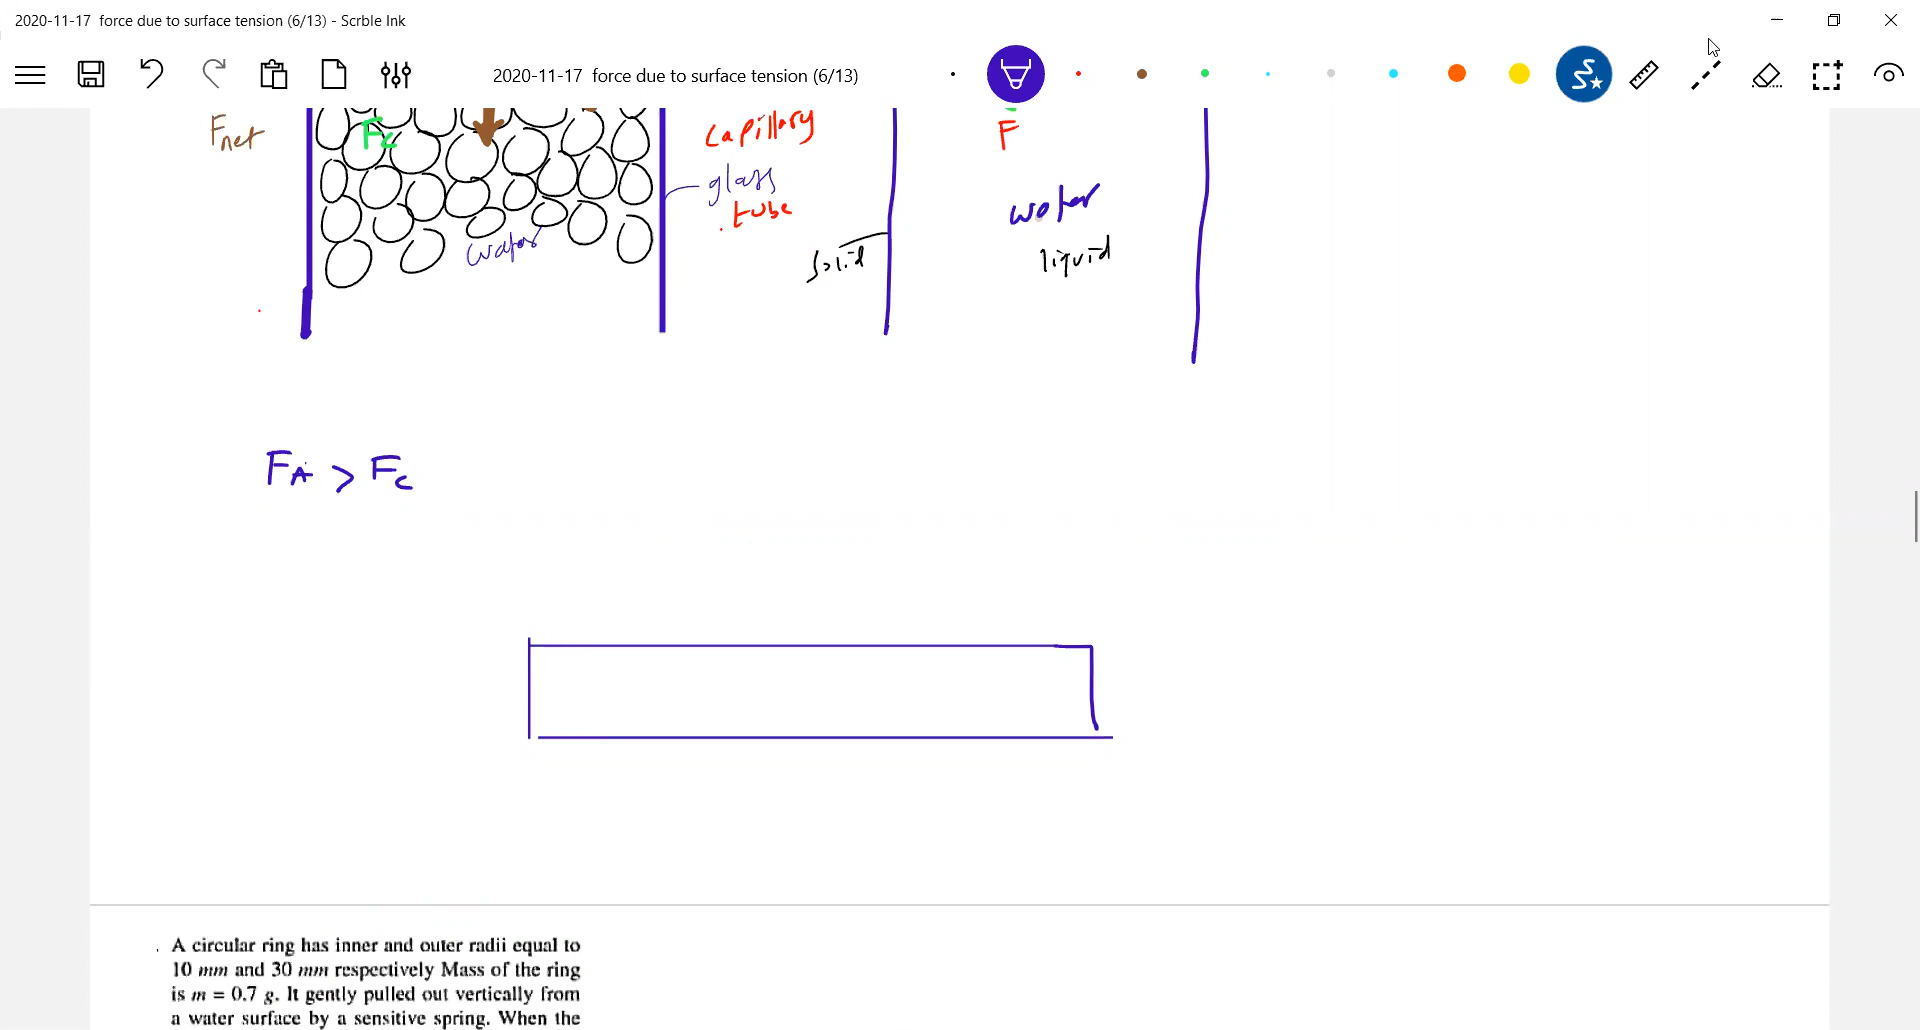 2020-11-17 force due to surface tension (6/13) - Scrble Ink
2020-11-17 force due to surface tension (6/13)
Fnet
Fc
capillary
glass
tube
water
F
water
solid
liquid
FA > Fc
A circular ring has inner and outer radii equal to
10 mm and 30 mm respectively Mass of the ring
is m = 0.7 g. It gently pulled out vertically from
a water surface by a sensitive spring. When the